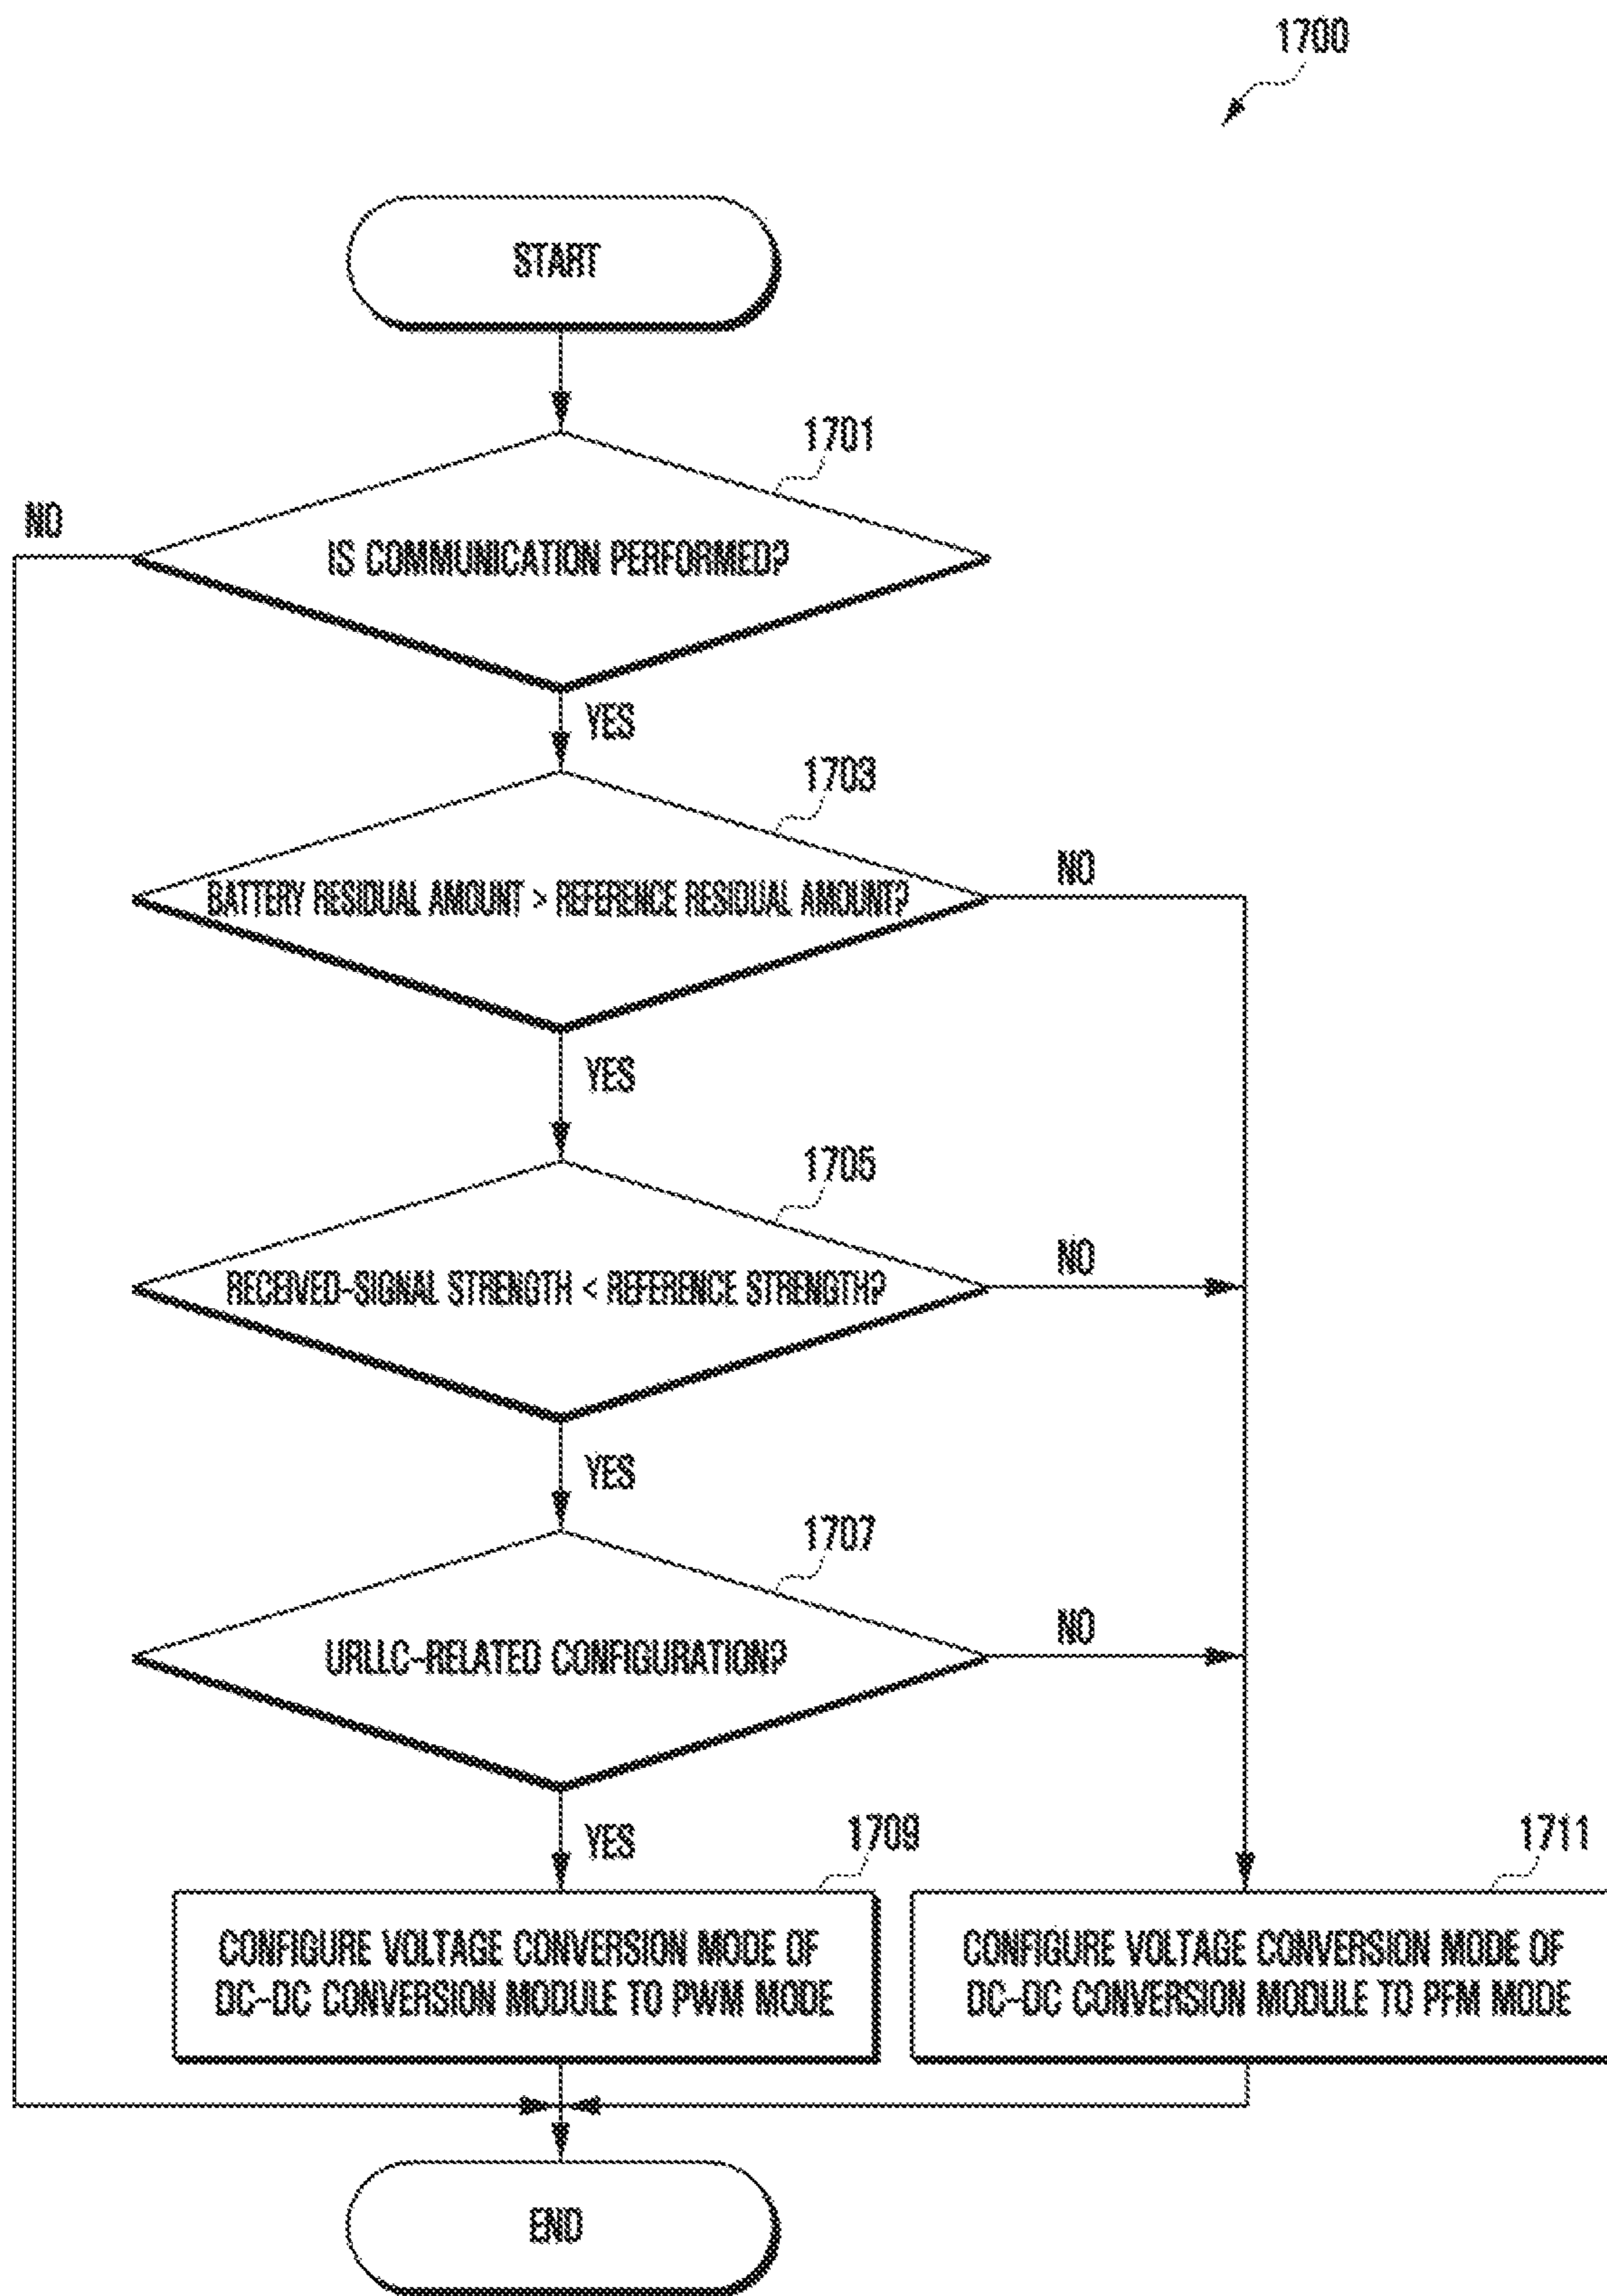 1700
START
1701
NO
IS COMMUNICATION PERFORMED?
YES
1703
NO
BATTERY RESIDUAL AMOUNT > REFERENCE RESIDUAL AMOUNT?
YES
1705
NO
RECEIVED-SIGNAL STRENGTH < REFERENCE STRENGTH?
YES
1707
NO
URLLC-RELATED CONFIGURATION?
YES
1709
1711
CONFIGURE VOLTAGE CONVERSION MODE OF
DC-DC CONVERSION MODULE TO PWM MODE
CONFIGURE VOLTAGE CONVERSION MODE OF
DC-DC CONVERSION MODULE TO PFM MODE
END